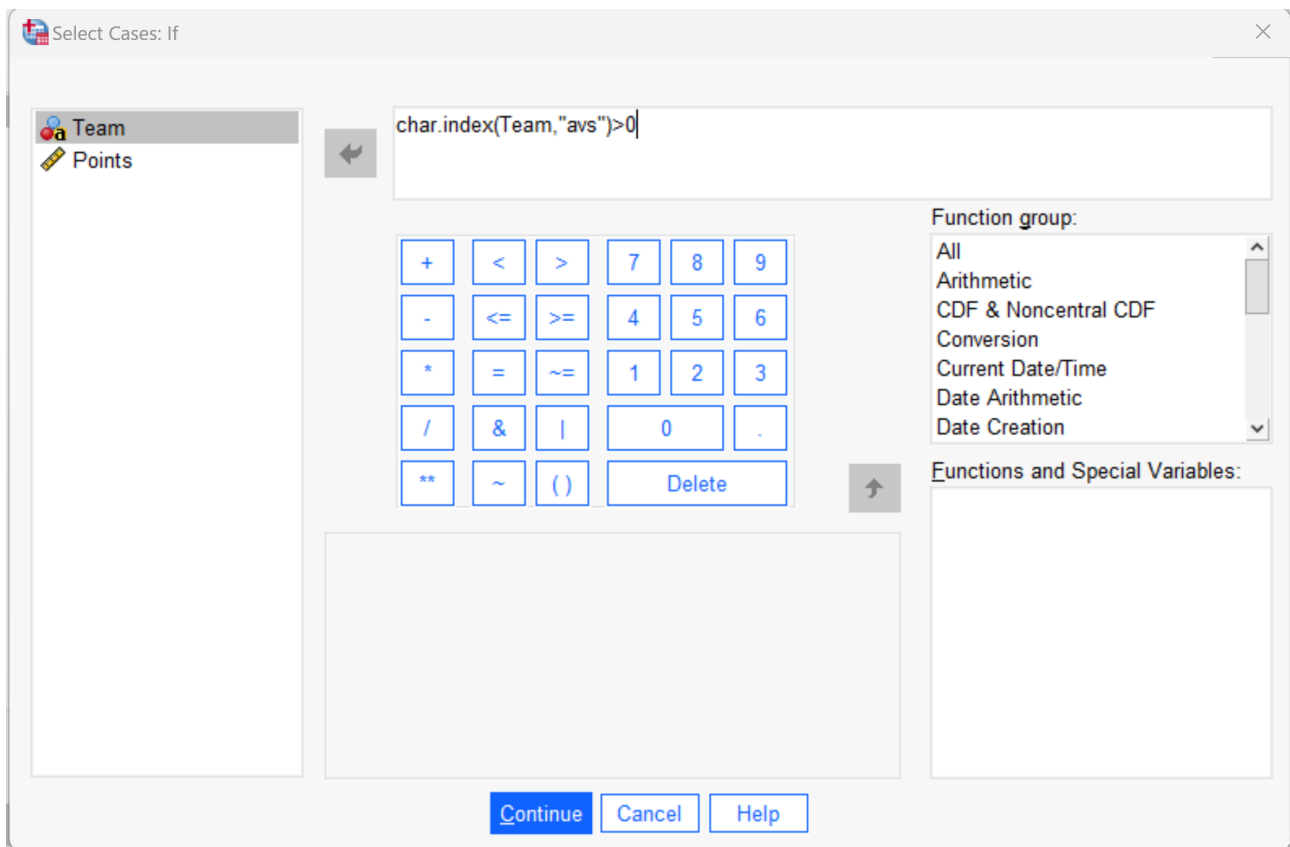 Select Cases: If
Team
Points
char.index(Team,"avs")>0
Function group:
All
Arithmetic
CDF & Noncentral CDF
Conversion
Current Date/Time
Date Arithmetic
Date Creation
+ < > 7 8 9
- <= >= 4 5 6
* = ~= 1 2 3
/ & | 0 .
** ~ ( ) Delete
Functions and Special Variables:
Continue Cancel Help